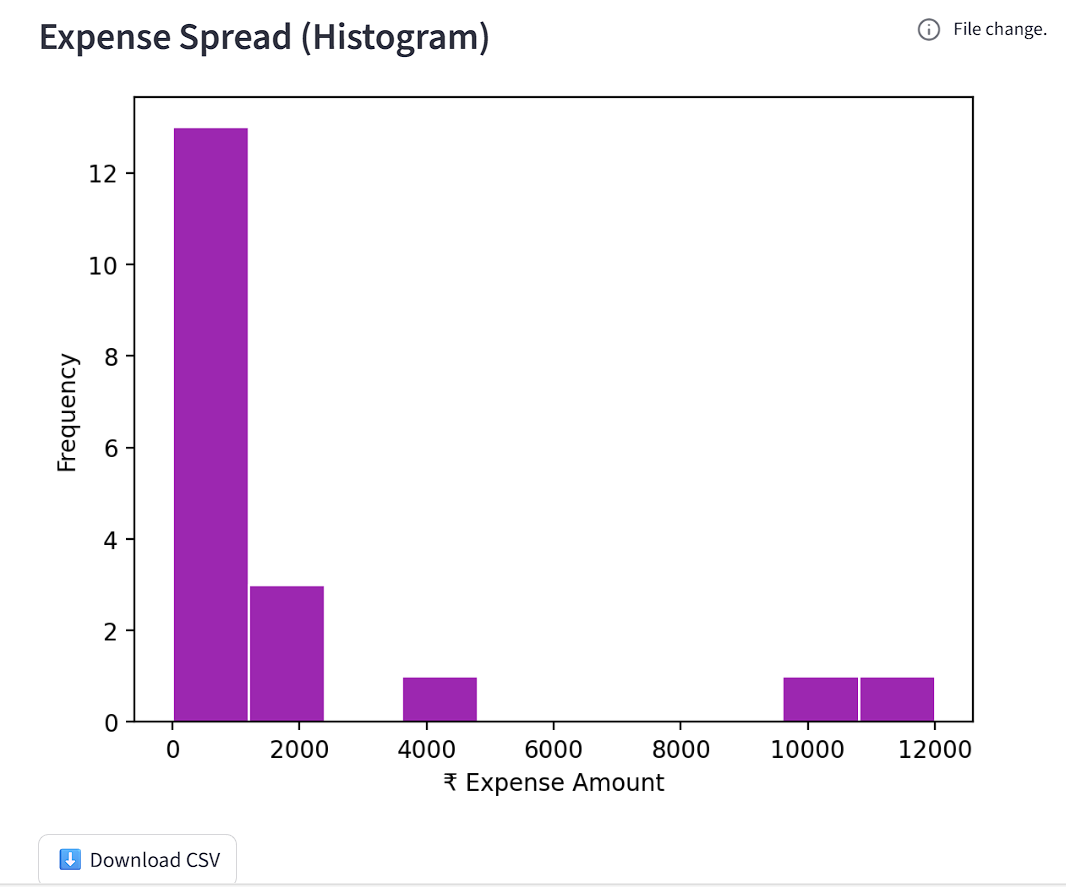 Expense Spread (Histogram)
File change.
12
10
8
6
4
2
0
Frequency
0 2000 4000 6000 8000 10000 12000
₹ Expense Amount
Download CSV